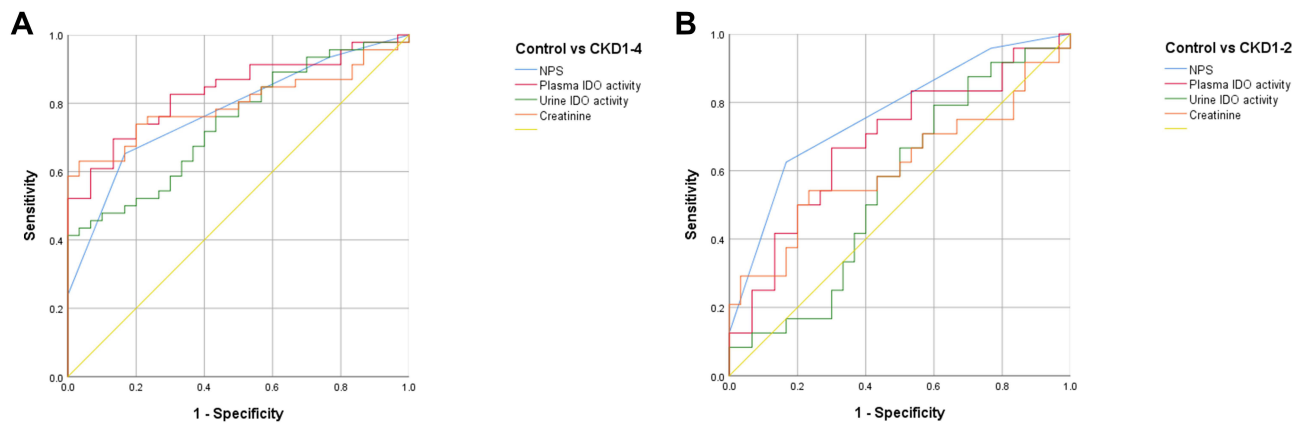 A
Control vs CKD1-4
NPS
Plasma IDO activity
Urine IDO activity
Creatinine
Sensitivity
1.0
0.8
0.6
0.4
0.2
0.0
0.0 0.2 0.4 0.6 0.8 1.0
1 - Specificity
B
Control vs CKD1-2
NPS
Plasma IDO activity
Urine IDO activity
Creatinine
Sensitivity
1.0
0.8
0.6
0.4
0.2
0.0
0.0 0.2 0.4 0.6 0.8 1.0
1 - Specificity